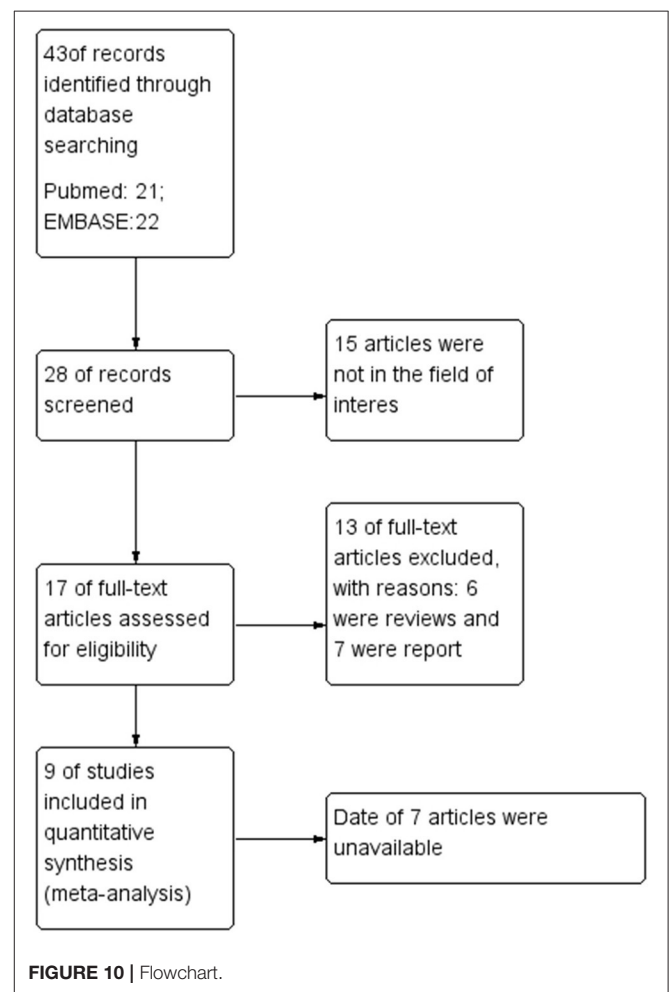 43of records
identified through
database
searching
Pubmed: 21;
EMBASE:22
28 of records
screened
15 articles were
not in the field of
interes
17 of full-text
articles assessed
for eligibility
13 of full-text
articles excluded,
with reasons: 6
were reviews and
7 were report
9 of studies
included in
quantitative
synthesis
(meta-analysis)
Date of 7 articles were
unavailable
FIGURE 10 | Flowchart.